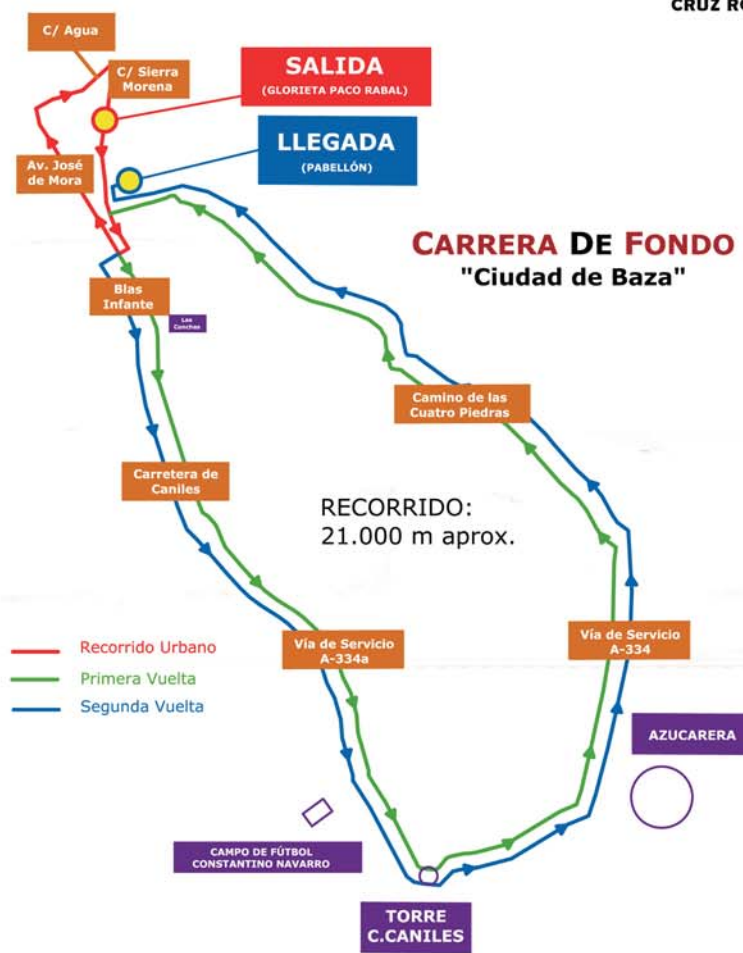 C/ Agua
C/ Sierra
Morena
SALIDA
(GLORIETA PACO RABAL)
LLEGADA
(PABELLÓN)
Av. José
de Mora
CARRERA DE FONDO
"Ciudad de Baza"
Blas
Infante
Las
Conchas
Camino de las
Cuatro Piedras
Carretera de
Caniles
RECORRIDO:
21.000 m aprox.
Vía de Servicio
A-334a
Vía de Servicio
A-334
Recorrido Urbano
Primera Vuelta
Segunda Vuelta
AZUCARERA
CAMPO DE FÚTBOL
CONSTANTINO NAVARRO
TORRE
C.CANILES